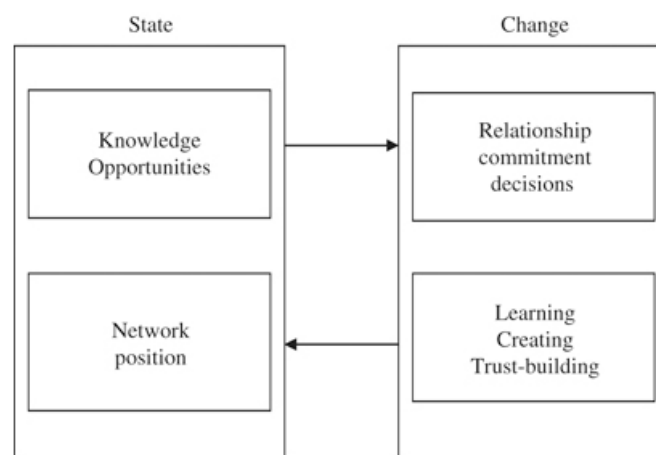 State
Change
Knowledge
Opportunities
Relationship
commitment
decisions
Network
position
Learning
Creating
Trust-building